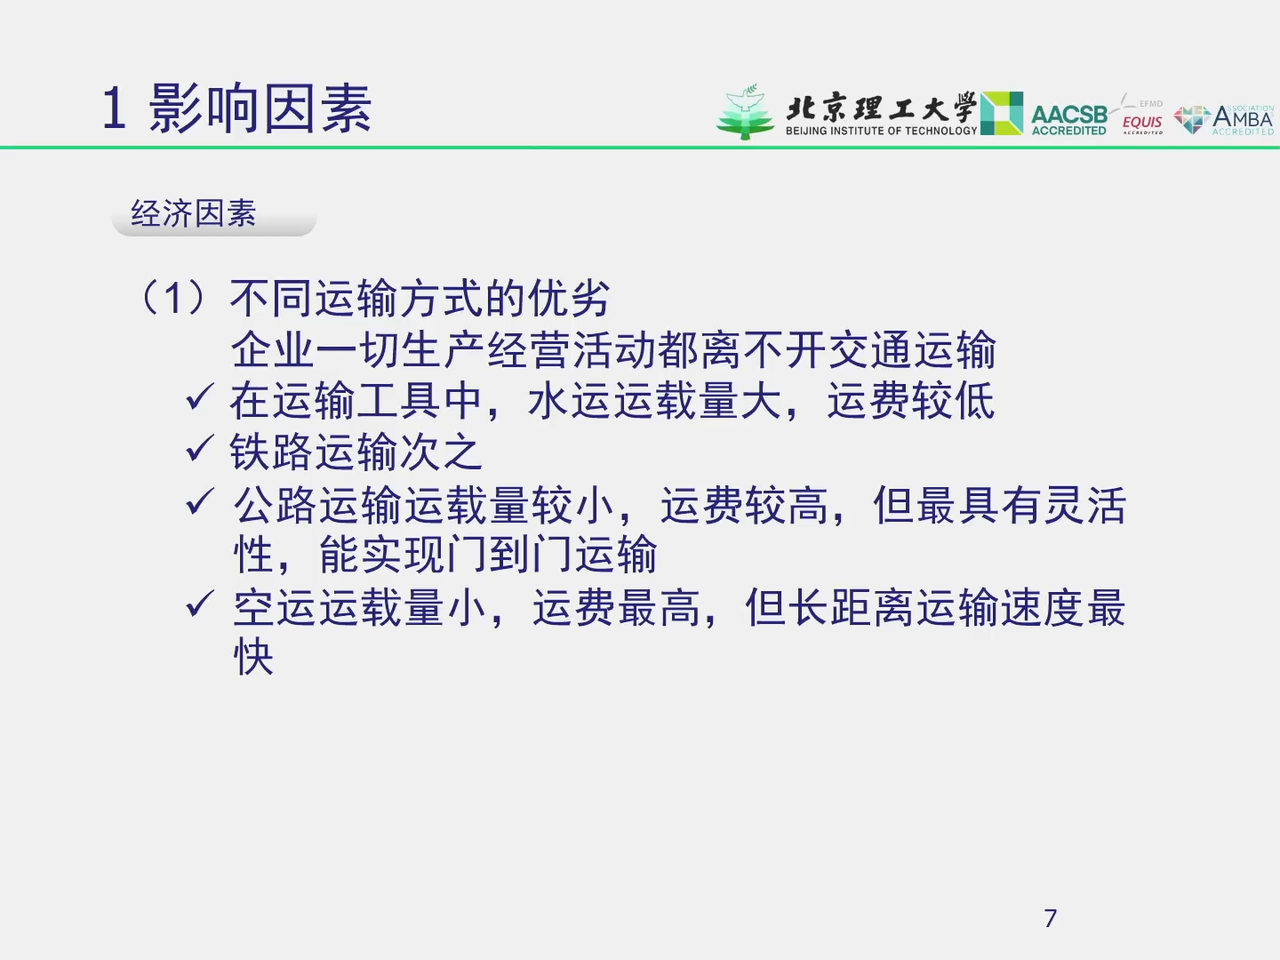 1 影响因素
北京理工大学
BEIJING INSTITUTE OF TECHNOLOGY
AACSB
ACCREDITED
EFMD
EQUIS
ACCREDITED
ASSOCIATION
AMBA
ACCREDITED
经济因素
（1）不同运输方式的优劣
企业一切生产经营活动都离不开交通运输
✓ 在运输工具中，水运运载量大，运费较低
✓ 铁路运输次之
✓ 公路运输运载量较小，运费较高，但最具有灵活
性，能实现门到门运输
✓ 空运运载量小，运费最高，但长距离运输速度最
快
7